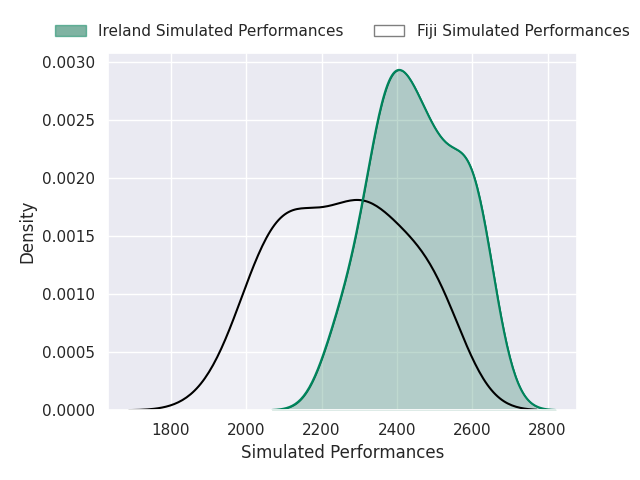 Ireland Simulated Performances Fiji Simulated Performances
0.0030
0.0025
0.0020
0.0015
0.0010
0.0005
0.0000
Density
1800 2000 2200 2400 2600 2800
Simulated Performances